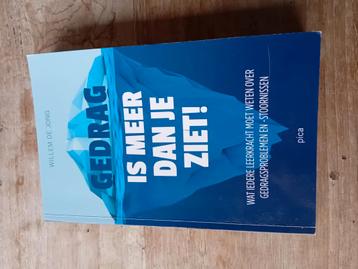 WILLEM DE JONG
GEDRAG
IS MEER
DAN JE
ZIET!
WAT IEDERE LEERKRACHT MOET WETEN OVER
GEDRAGSPROBLEMEN EN -STOORNISSEN
pica